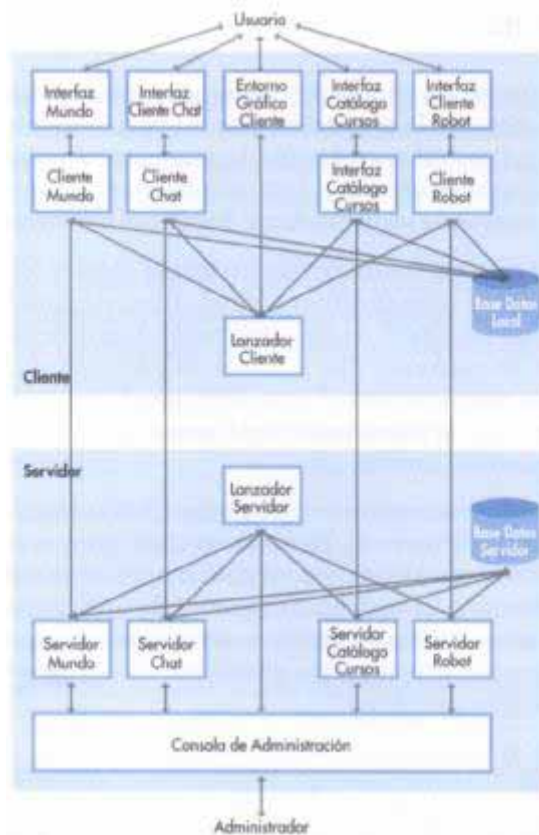 Usuario
Interfaz
Mundo
Interfaz
Cliente Chat
Entorno
Gráfico
Cliente
Interfaz
Catálogo
Cursos
Interfaz
Cliente
Robot
Cliente
Mundo
Cliente
Chat
Interfaz
Catálogo
Cursos
Cliente
Robot
Base Datos
Local
Lanzador
Cliente
Cliente
Servidor
Lanzador
Servidor
Base Datos
Servidor
Servidor
Mundo
Servidor
Chat
Servidor
Catálogo
Cursos
Servidor
Robot
Consola de Administración
Administrador